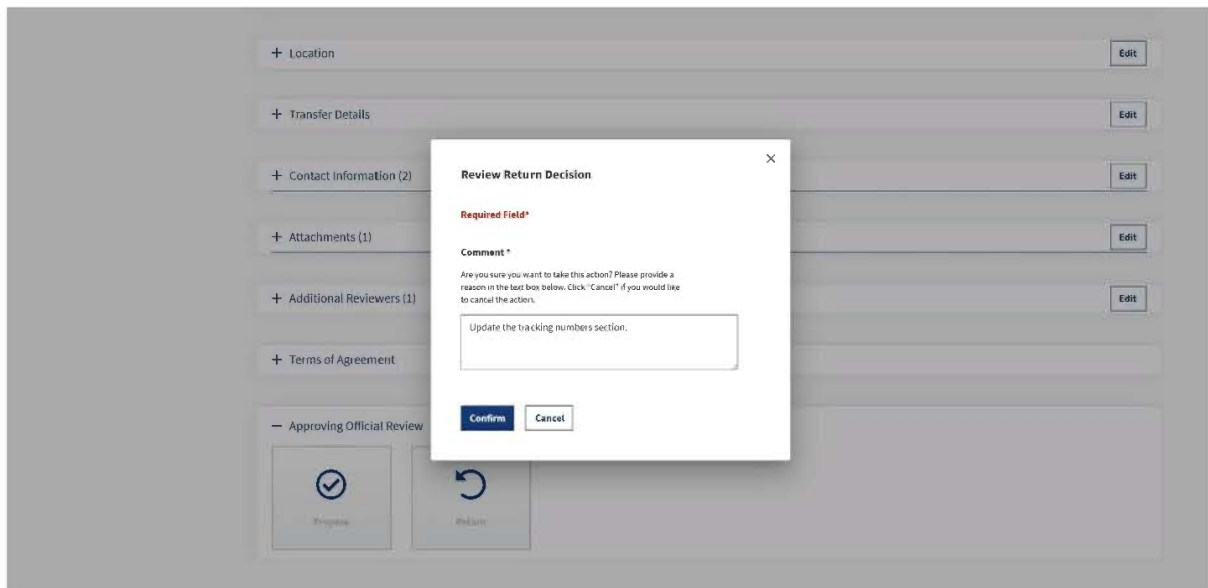 + Location
Edit
+ Transfer Details
Edit
×
Review Return Decision
+ Contact Information (2)
Edit
Required Field*
+ Attachments (1)
Edit
Comment *
Are you sure you want to take this action? Please provide a
reason in the text box below. Click "Cancel" if you would like
to cancel the action.
+ Additional Reviewers (1)
Edit
Update the tracking numbers section.
+ Terms of Agreement
Confirm
Cancel
— Approving Official Review
Return